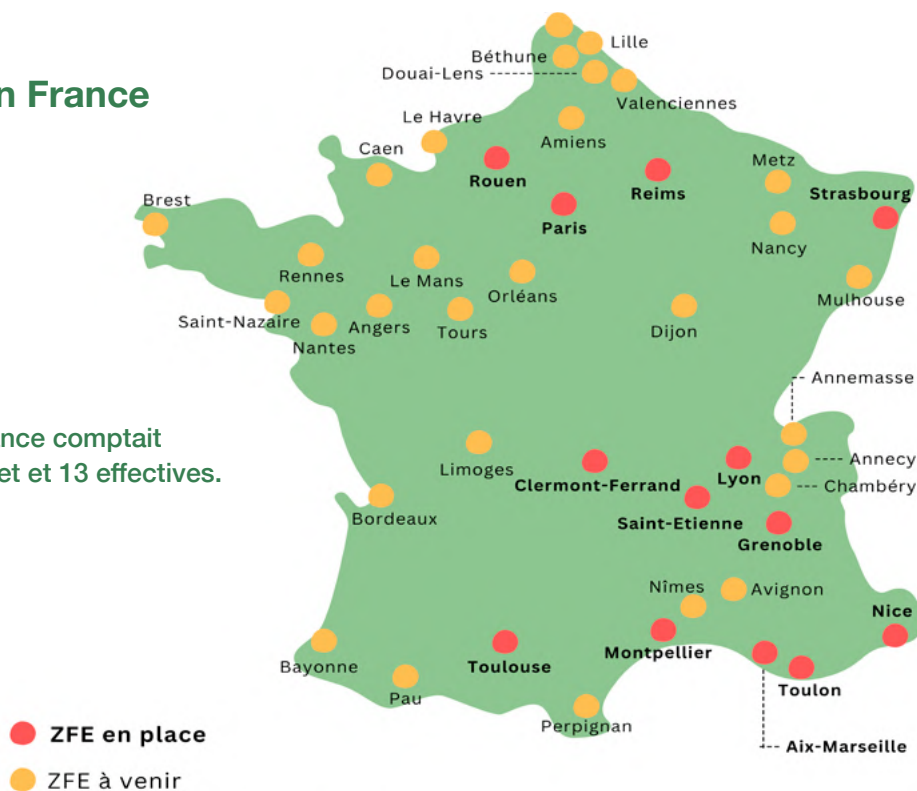 n France
Lille
Béthune
Douai-Lens
Valenciennes
Le Havre
Amiens
Caen
Rouen
Reims
Metz
Strasbourg
Brest
Paris
Nancy
Rennes
Le Mans
Orléans
Mulhouse
Saint-Nazaire
Angers
Tours
Dijon
Nantes
Annemasse
nce comptait
et et 13 effectives.
Limoges
Clermont-Ferrand
Lyon
Annecy
Chambéry
Bordeaux
Saint-Etienne
Grenoble
Nîmes
Avignon
Nice
Bayonne
Toulouse
Montpellier
Pau
Toulon
Perpignan
ZFE en place
Aix-Marseille
ZFE à venir